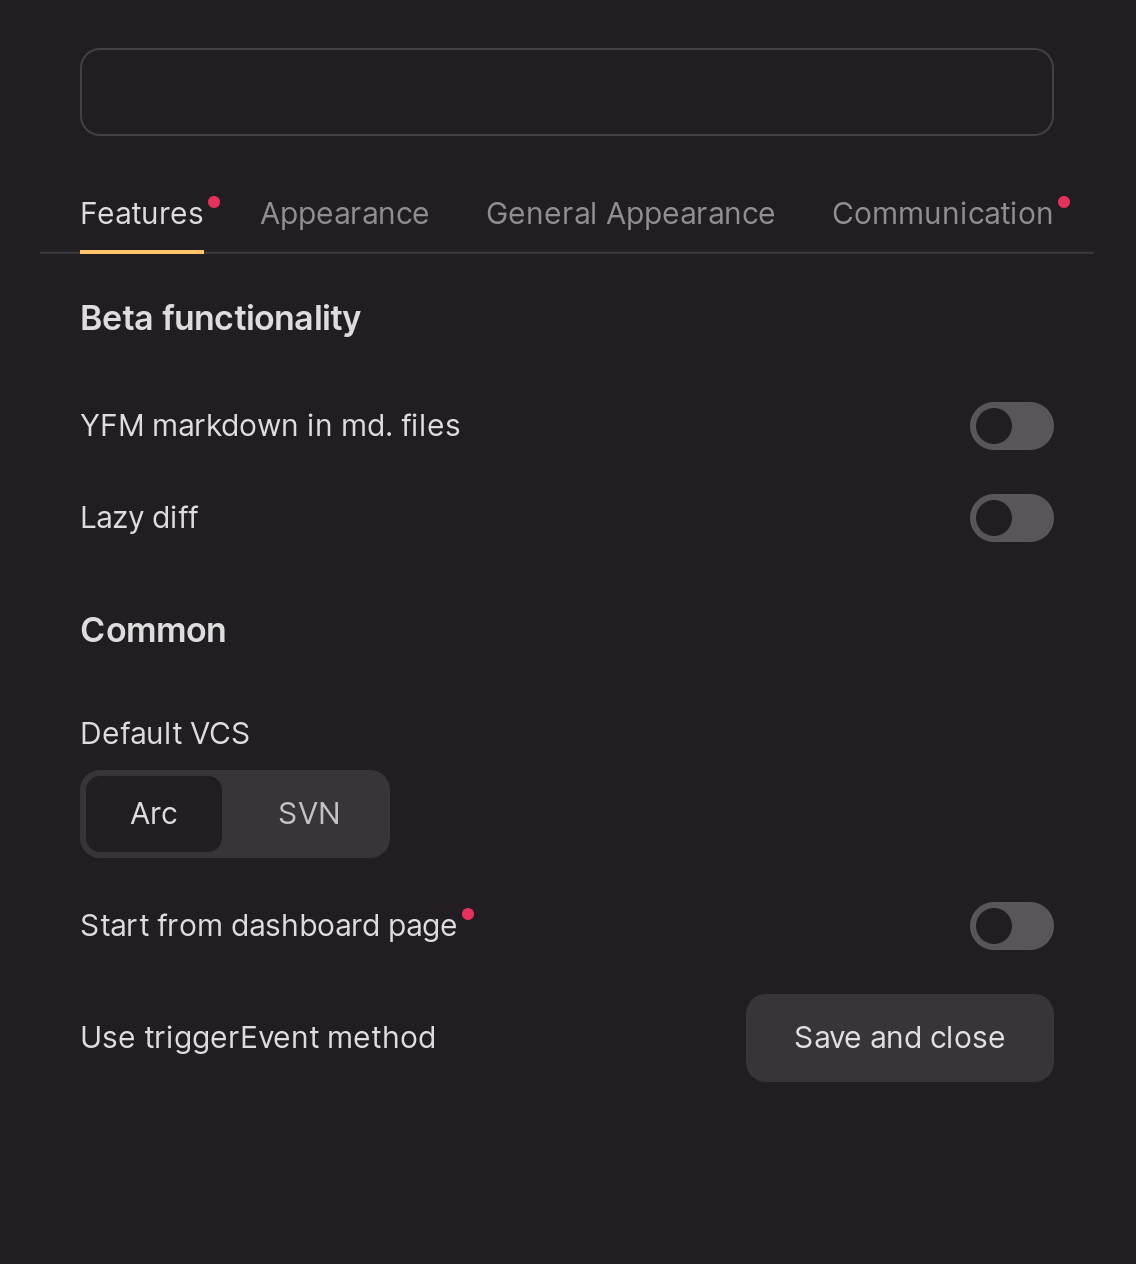 Features Appearance General Appearance Communication
Beta functionality
YFM markdown in md. files
Lazy diff
Common
Default VCS
Arc SVN
Start from dashboard page
Use triggerEvent method Save and close